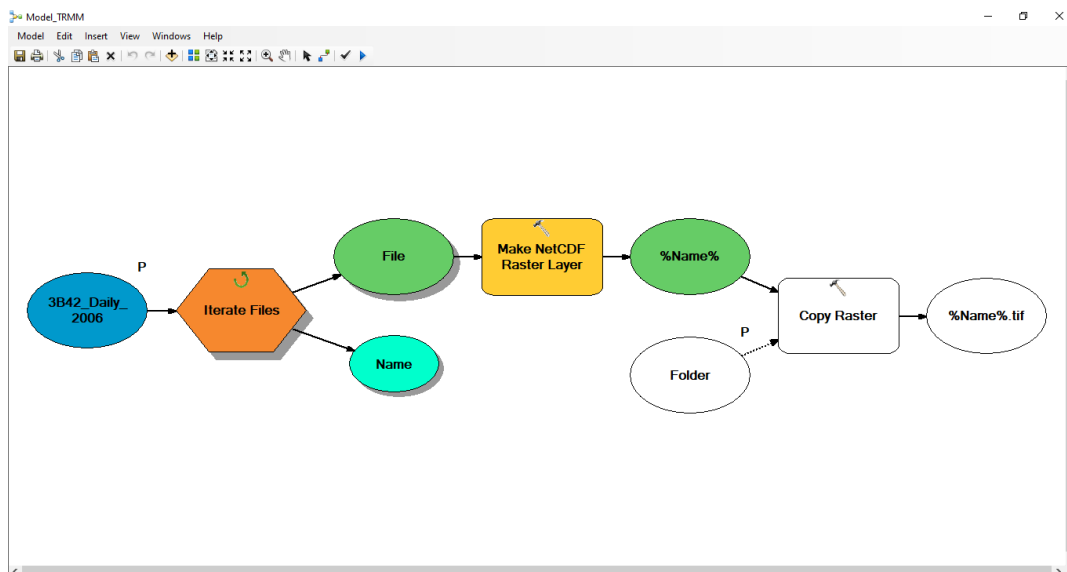 Model_TRMM
Model Edit Insert View Windows Help
P
3B42_Daily_
2006
Iterate Files
File
Name
Make NetCDF
Raster Layer
%Name%
P
Folder
Copy Raster
%Name%.tif